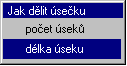 Jak dělit úsečku
počet úseků
délka úseku